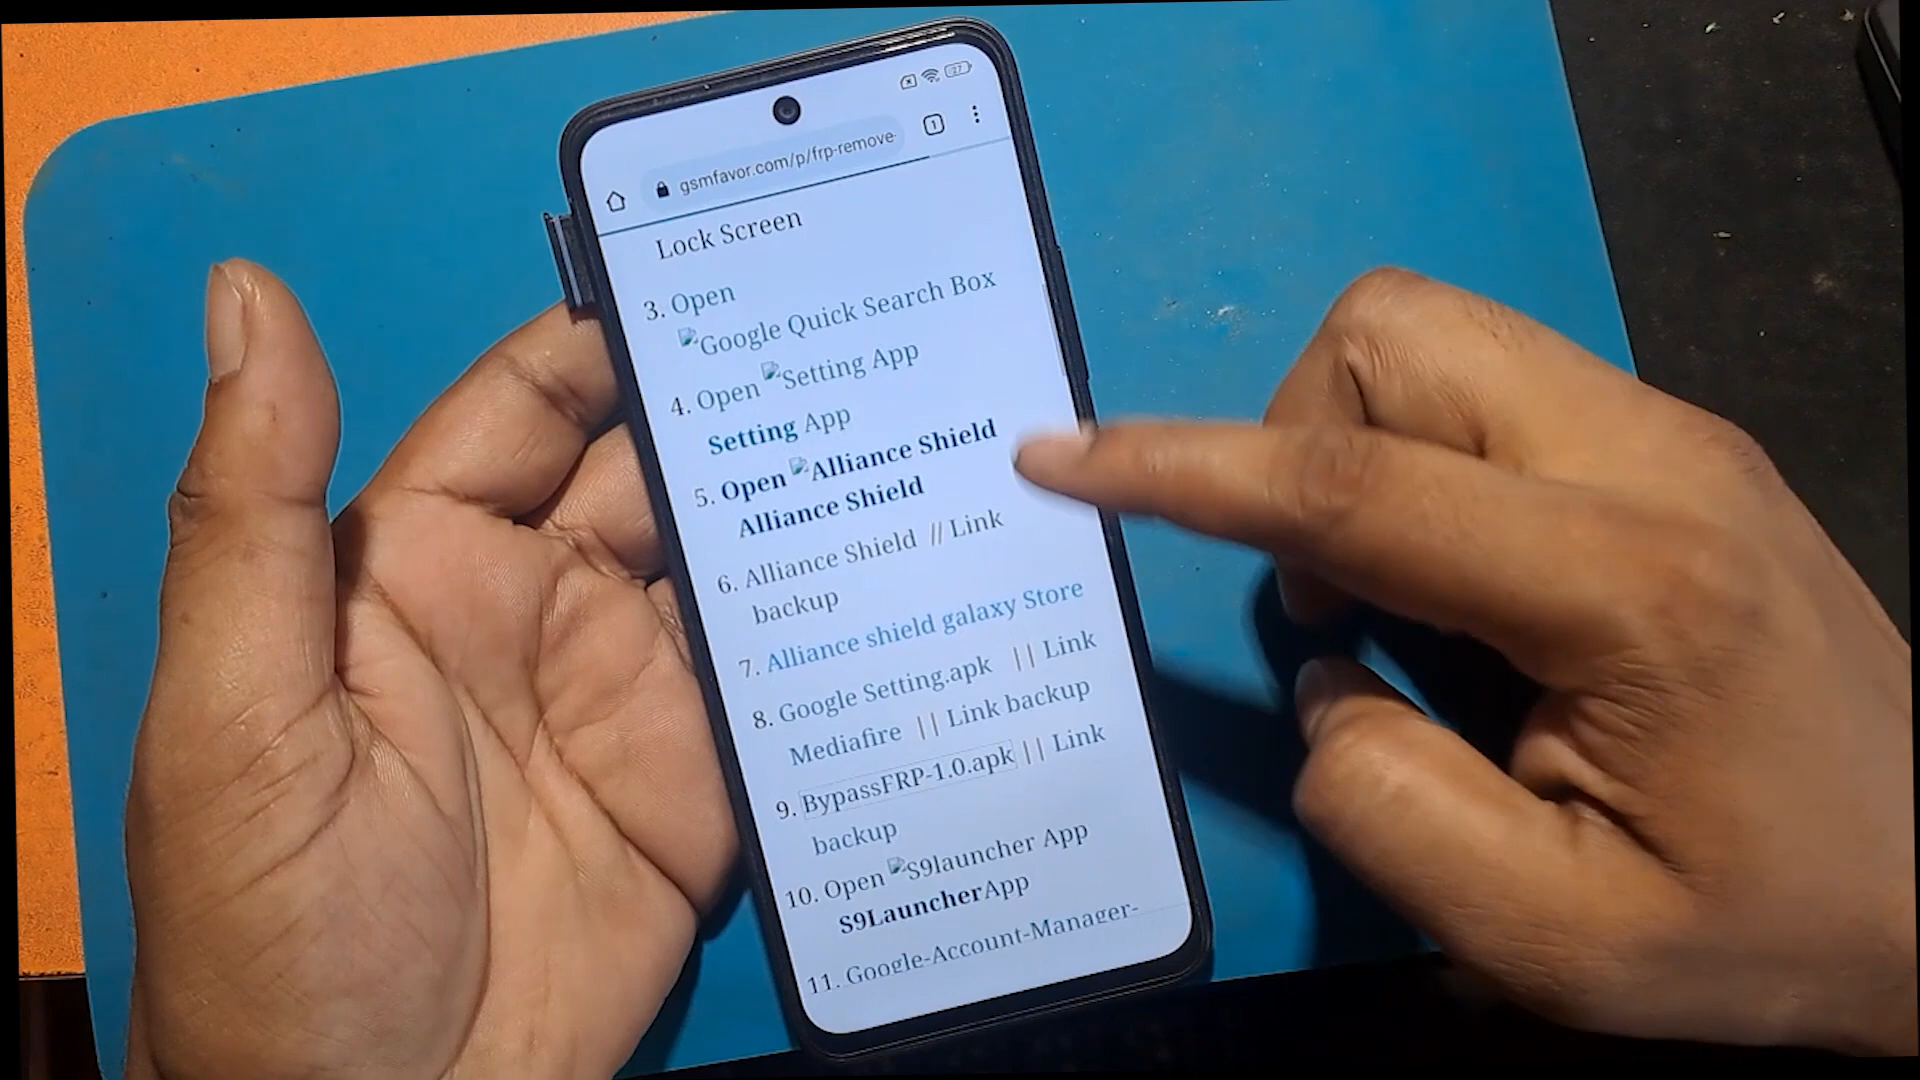 27
gsmfavor.com/p/frp-remove-
1
Lock Screen
3. Open
Google Quick Search Box
4. Open Setting App
Setting App
5. Open Alliance Shield
Alliance Shield
6. Alliance Shield // Link
backup
7. Alliance shield galaxy Store
8. Google Setting.apk || Link
Mediafire || Link backup
9. BypassFRP-1.0.apk || Link
backup
10. Open S9launcher App
S9LauncherApp
11. Google-Account-Manager-